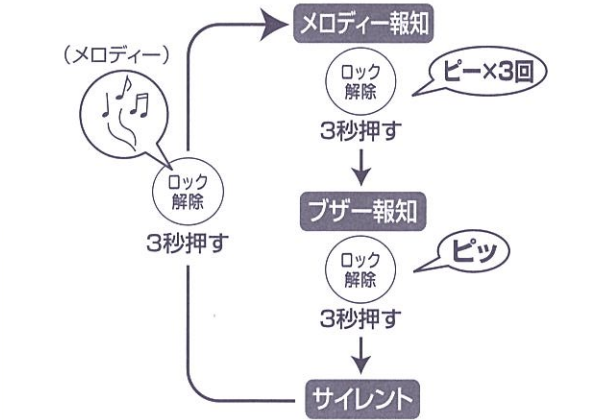 メロディー報知
ロック
解除
ピー×3回
3秒押す
ブザー報知
ロック
解除
ピッ
3秒押す
サイレント
(メロディー)
ロック
解除
3秒押す